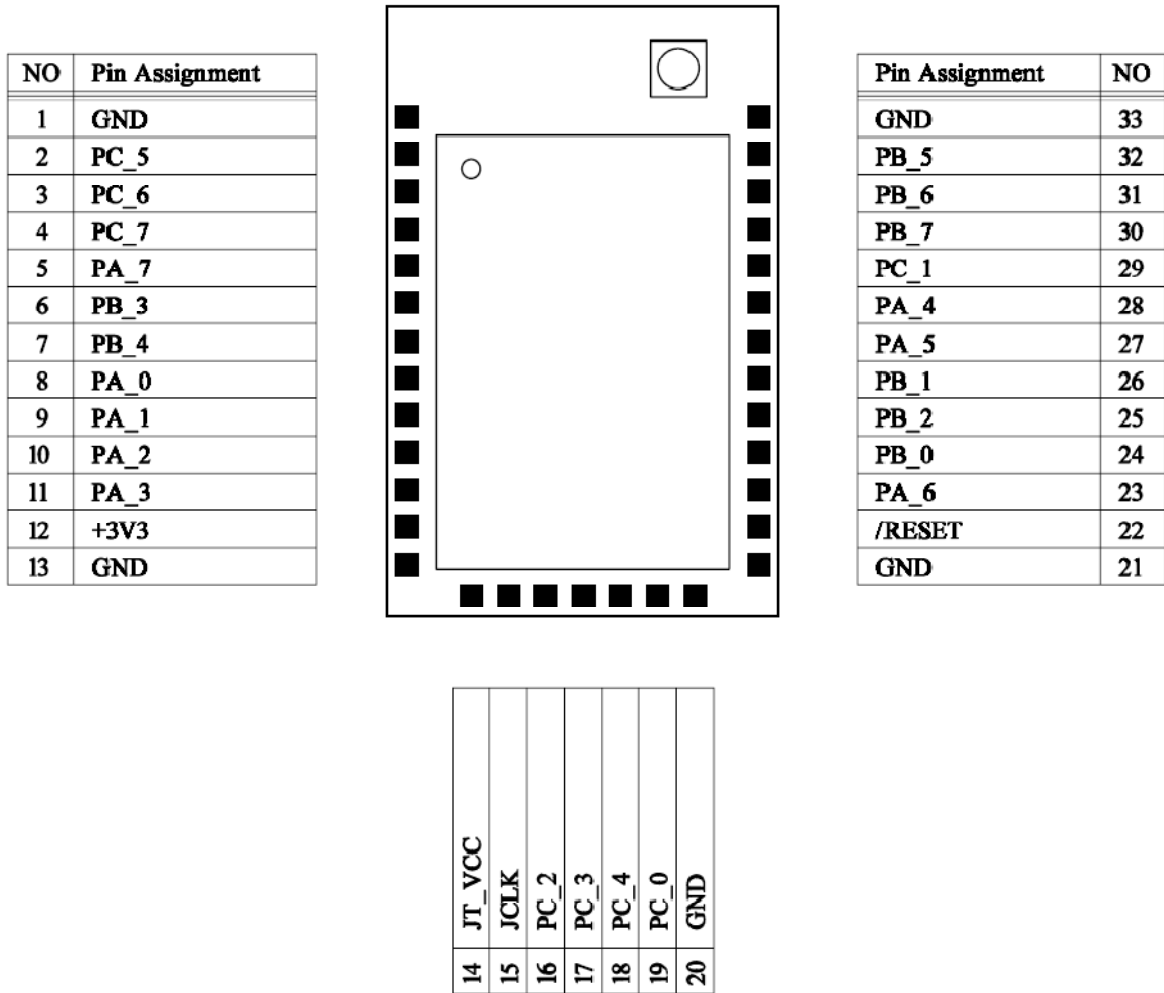 NO Pin Assignment
1 GND
2 PC_5
3 PC_6
4 PC_7
5 PA_7
6 PB_3
7 PB_4
8 PA_0
9 PA_1
10 PA_2
11 PA_3
12 +3V3
13 GND
Pin Assignment NO
GND 33
PB_5 32
PB_6 31
PB_7 30
PC_1 29
PA_4 28
PA_5 27
PB_1 26
PB_2 25
PB_0 24
PA_6 23
/RESET 22
GND 21
14 JT_VCC
15 JCLK
16 PC_2
17 PC_3
18 PC_4
19 PC_0
20 GND